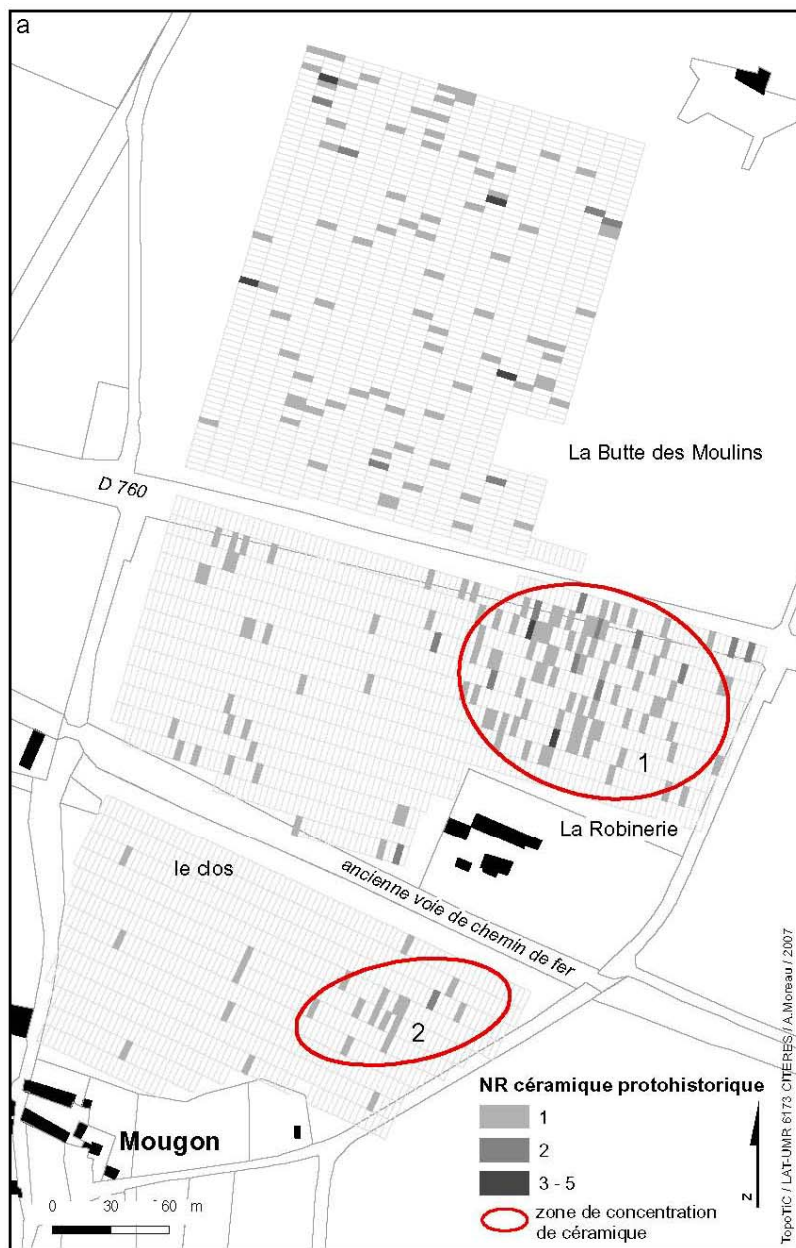 a
La Butte des Moulins
D 760
1
La Robinerie
le clos
ancienne voie de chemin de fer
2
Mougon
0 30 60 m
NR céramique protohistorique
1
2
3 - 5
zone de concentration
de céramique
N
TopoTiC / LAT-UMR 6173 CITERES / A.Moreau / 2007